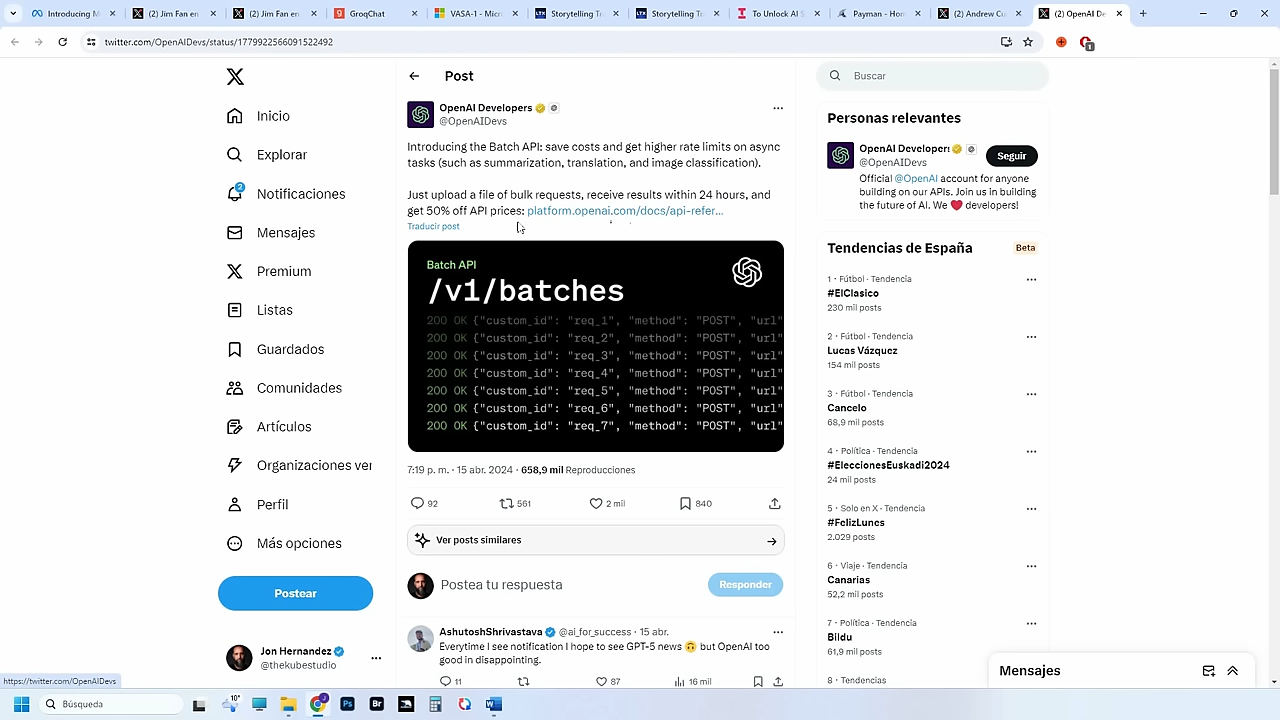 Introducing M
(2) Jim Fan en
(2) Jim Fan en
GroqChat
VASA-1 - Micr
Storytelling T
Storytelling T
To Unlock AI S
Payman - Hom
(2) Andrew Cu
(2) OpenAI De
twitter.com/OpenAIDevs/status/1779922566091522492
1
Inicio
Explorar
2
Notificaciones
Mensajes
Premium
Listas
Guardados
Comunidades
Artículos
Organizaciones ver
Perfil
Más opciones
Postear
Jon Hernandez
@thekubestudio
https://twitter.com/OpenAIDevs
Post
OpenAI Developers
@OpenAIDevs
Introducing the Batch API: save costs and get higher rate limits on async
tasks (such as summarization, translation, and image classification).
Just upload a file of bulk requests, receive results within 24 hours, and
get 50% off API prices: platform.openai.com/docs/api-refer…
Traducir post
Batch API
/v1/batches
200 OK {"custom_id": "req_1", "method": "POST", "url"
200 OK {"custom_id": "req_2", "method": "POST", "url"
200 OK {"custom_id": "req_3", "method": "POST", "url"
200 OK {"custom_id": "req_4", "method": "POST", "url"
200 OK {"custom_id": "req_5", "method": "POST", "url"
200 OK {"custom_id": "req_6", "method": "POST", "url"
200 OK {"custom_id": "req_7", "method": "POST", "url"
7:19 p. m. · 15 abr. 2024 · 658,9 mil Reproducciones
92 561 2 mil 840
Ver posts similares
Postea tu respuesta
Responder
AshutoshShrivastava @ai_for_success · 15 abr.
Everytime I see notification I hope to see GPT-5 news 🙃 but OpenAI too
good in disappointing.
11 87 16 mil
Buscar
Personas relevantes
OpenAI Developers
@OpenAIDevs
Seguir
Official @OpenAI account for anyone
building on our APIs. Join us in building
the future of AI. We ❤️ developers!
Tendencias de España
Beta
1 · Fútbol · Tendencia
#ElClasico
230 mil posts
2 · Fútbol · Tendencia
Lucas Vázquez
154 mil posts
3 · Fútbol · Tendencia
Cancelo
68,9 mil posts
4 · Política · Tendencia
#EleccionesEuskadi2024
24 mil posts
5 · Solo en X · Tendencia
#FelizLunes
2.029 posts
6 · Viaje · Tendencia
Canarias
52,2 mil posts
7 · Política · Tendencia
Bildu
61,9 mil posts
8 · Tendencias
Mensajes
Búsqueda
10°
Ps
Br